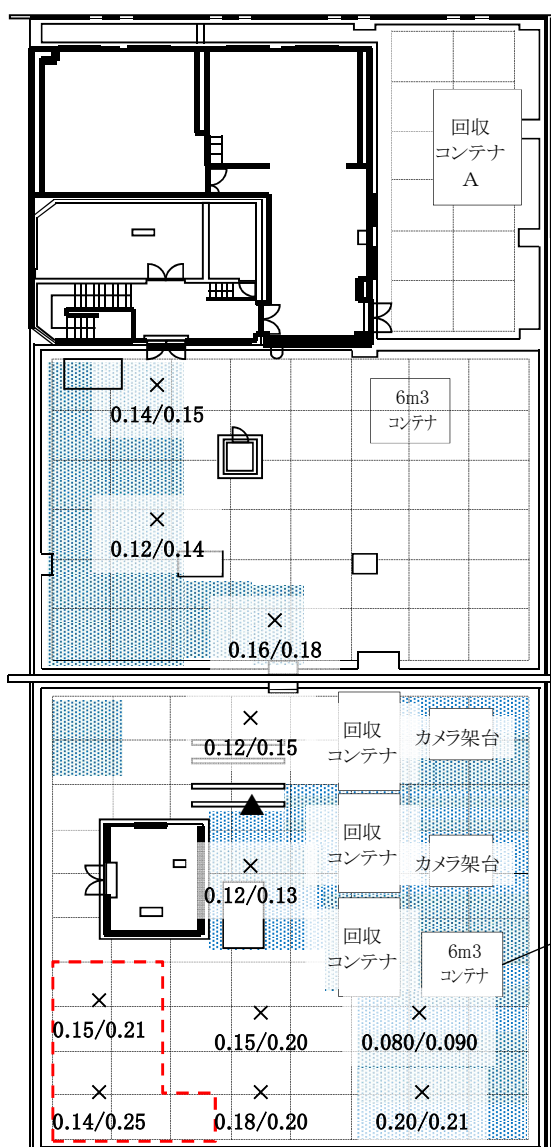 回収
コンテナ
A
0.14/0.15
6m3
コンテナ
0.12/0.14
0.16/0.18
0.12/0.15
回収
コンテナ
カメラ架台
回収
コンテナ
カメラ架台
0.12/0.13
回収
コンテナ
6m3
コンテナ
0.15/0.21
0.15/0.20
0.080/0.090
0.14/0.25
0.18/0.20
0.20/0.21